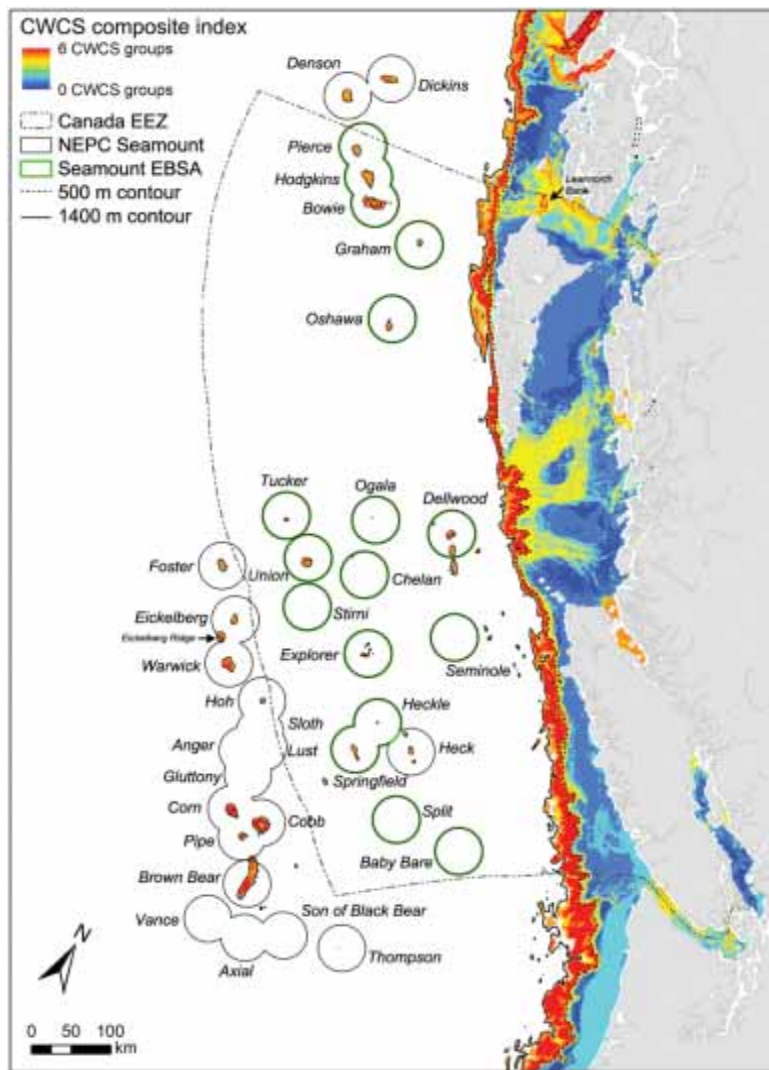 CWCS composite index
6 CWCS groups
0 CWCS groups
Canada EEZ
NEPC Seamount
Seamount EBSA
500 m contour
1400 m contour
Denson
Dickins
Pierce
Hodgkins
Bowie
Graham
Oshawa
Learmonth
Bank
Tucker
Ogala
Dellwood
Foster
Union
Chelan
Eickelberg
Stirni
Eickelberg Ridge
Explorer
Seminole
Warwick
Hoh
Sloth
Heckle
Anger
Lust
Heck
Gluttony
Springfield
Corn
Cobb
Split
Pipe
Baby Bare
Brown Bear
Vance
Son of Black Bear
Axial
Thompson
N
0 50 100
km